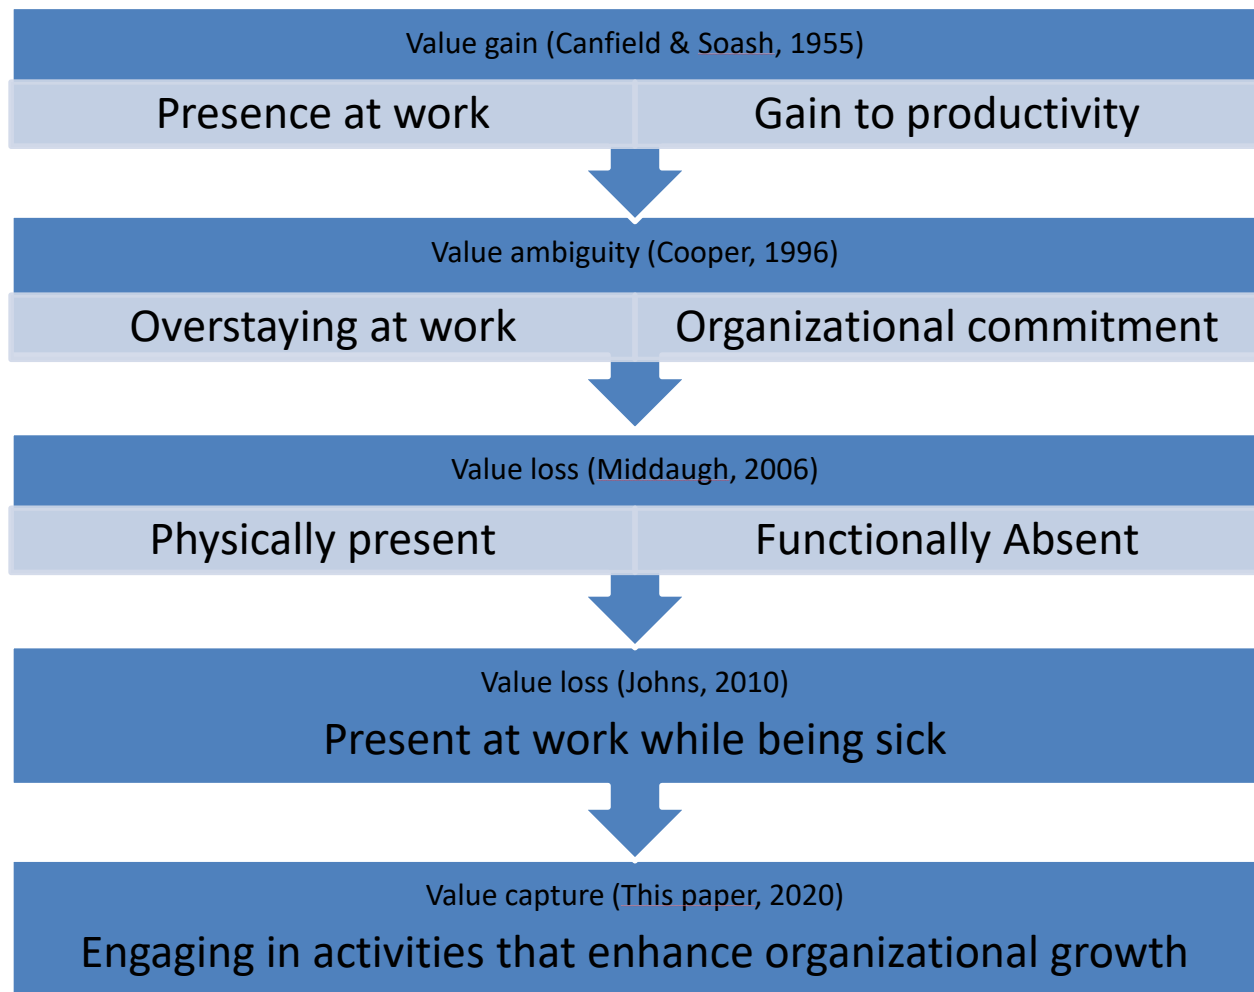 Value gain (Canfield & Soash, 1955)
Presence at work
Gain to productivity
Value ambiguity (Cooper, 1996)
Overstaying at work
Organizational commitment
Value loss (Middaugh, 2006)
Physically present
Functionally Absent
Value loss (Johns, 2010)
Present at work while being sick
Value capture (This paper, 2020)
Engaging in activities that enhance organizational growth